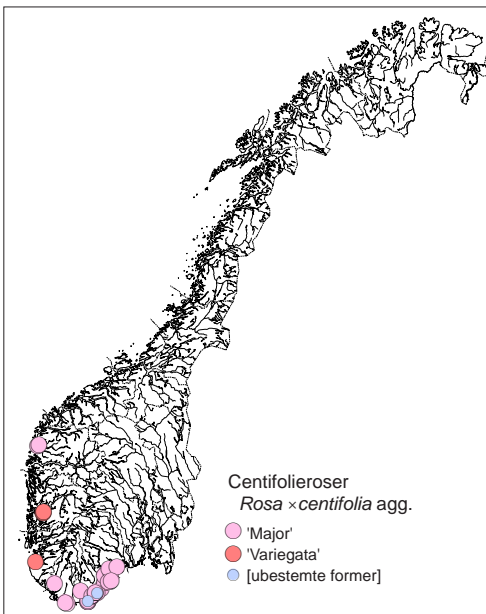 Centifolieroser
Rosa ×centifolia agg.
'Major'
'Variegata'
[ubestemte former]